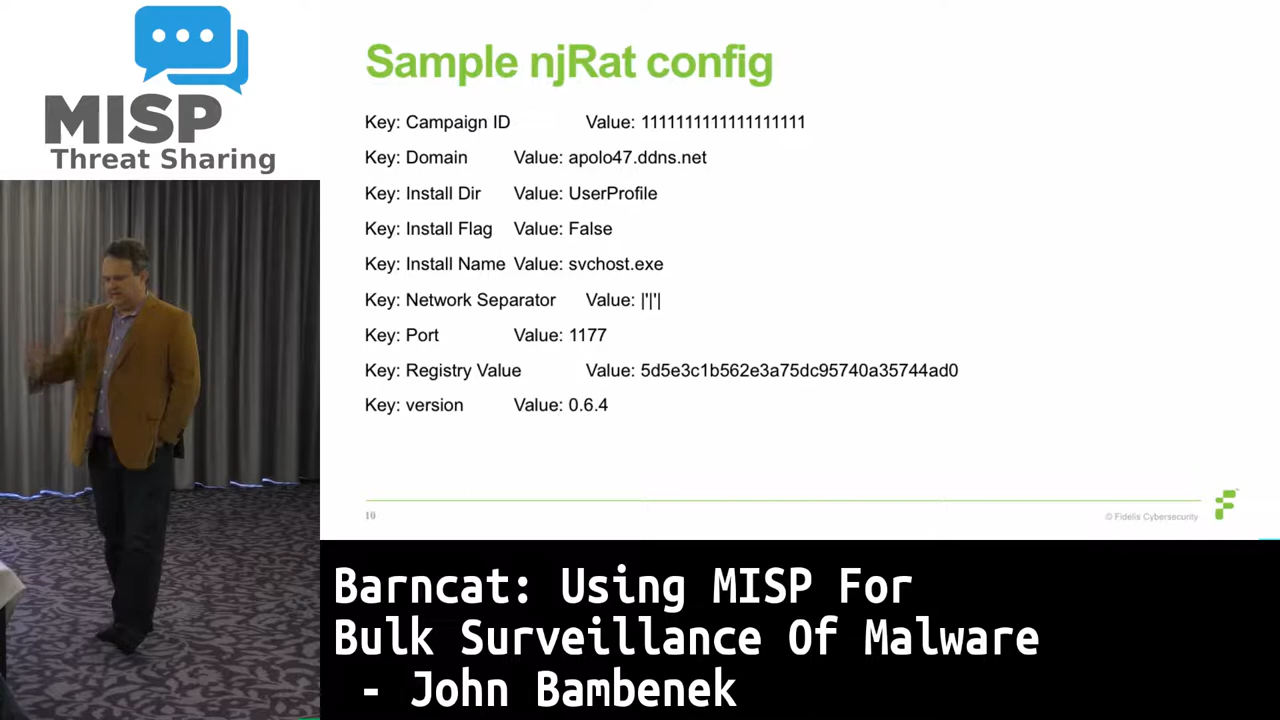 MISP
Threat Sharing
Sample njRat config
Key: Campaign ID Value: 1111111111111111111
Key: Domain Value: apolo47.ddns.net
Key: Install Dir Value: UserProfile
Key: Install Flag Value: False
Key: Install Name Value: svchost.exe
Key: Network Separator Value: |'|'|
Key: Port Value: 1177
Key: Registry Value Value: 5d5e3c1b562e3a75dc95740a35744ad0
Key: version Value: 0.6.4
10
© Fidelis Cybersecurity
Barncat: Using MISP For
Bulk Surveillance Of Malware
- John Bambenek